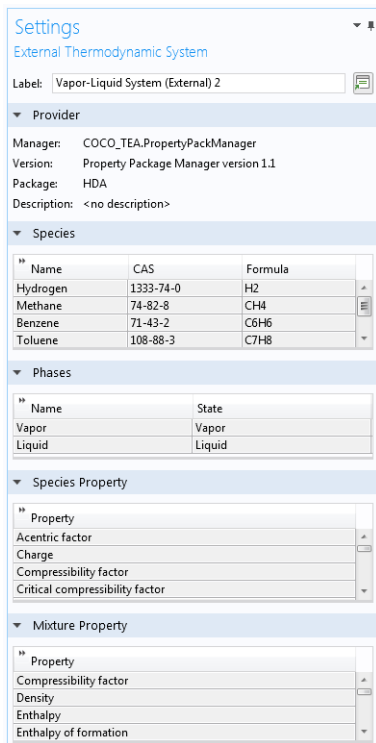 Settings
External Thermodynamic System
Label: Vapor-Liquid System (External) 2
Provider
Manager: COCO_TEA.PropertyPackManager
Version: Property Package Manager version 1.1
Package: HDA
Description: <no description>
Species
Name CAS Formula
Hydrogen 1333-74-0 H2
Methane 74-82-8 CH4
Benzene 71-43-2 C6H6
Toluene 108-88-3 C7H8
Phases
Name State
Vapor Vapor
Liquid Liquid
Species Property
Property
Acentric factor
Charge
Compressibility factor
Critical compressibility factor
Mixture Property
Property
Compressibility factor
Density
Enthalpy
Enthalpy of formation